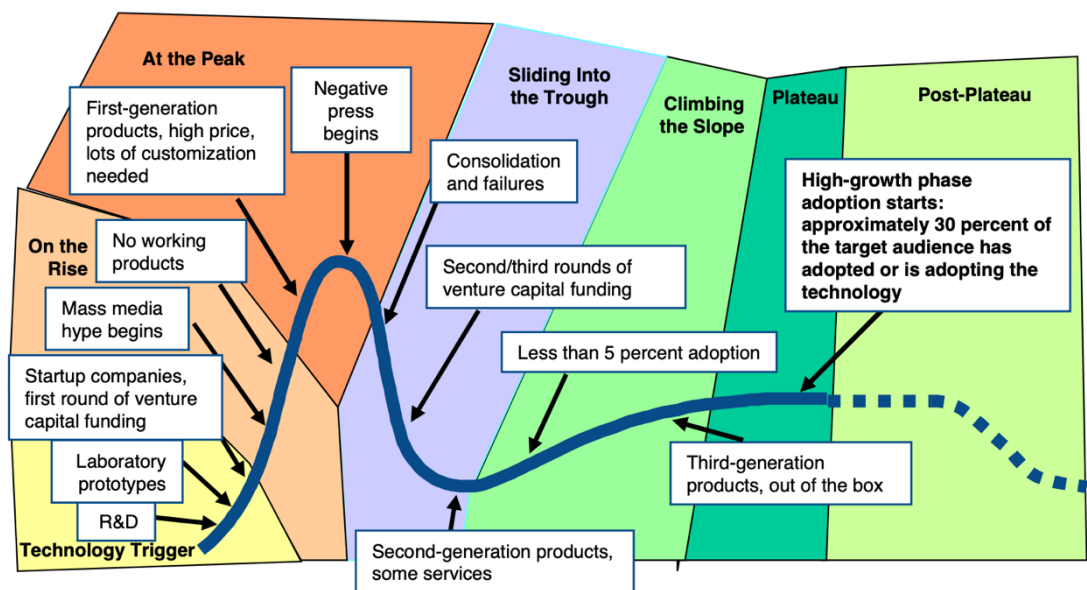 At the Peak
Negative
press begins
First-generation
products, high price,
lots of customization
needed
Sliding Into
the Trough
Climbing
the Slope
Plateau
Post-Plateau
Consolidation
and failures
High-growth phase
adoption starts:
approximately 30 percent of
the target audience has
adopted or is adopting the
technology
On the
Rise
No working
products
Second/third rounds of
venture capital funding
Mass media
hype begins
Less than 5 percent adoption
Startup companies,
first round of venture
capital funding
Laboratory
prototypes
Third-generation
products, out of the box
R&D
Technology Trigger
Second-generation products,
some services